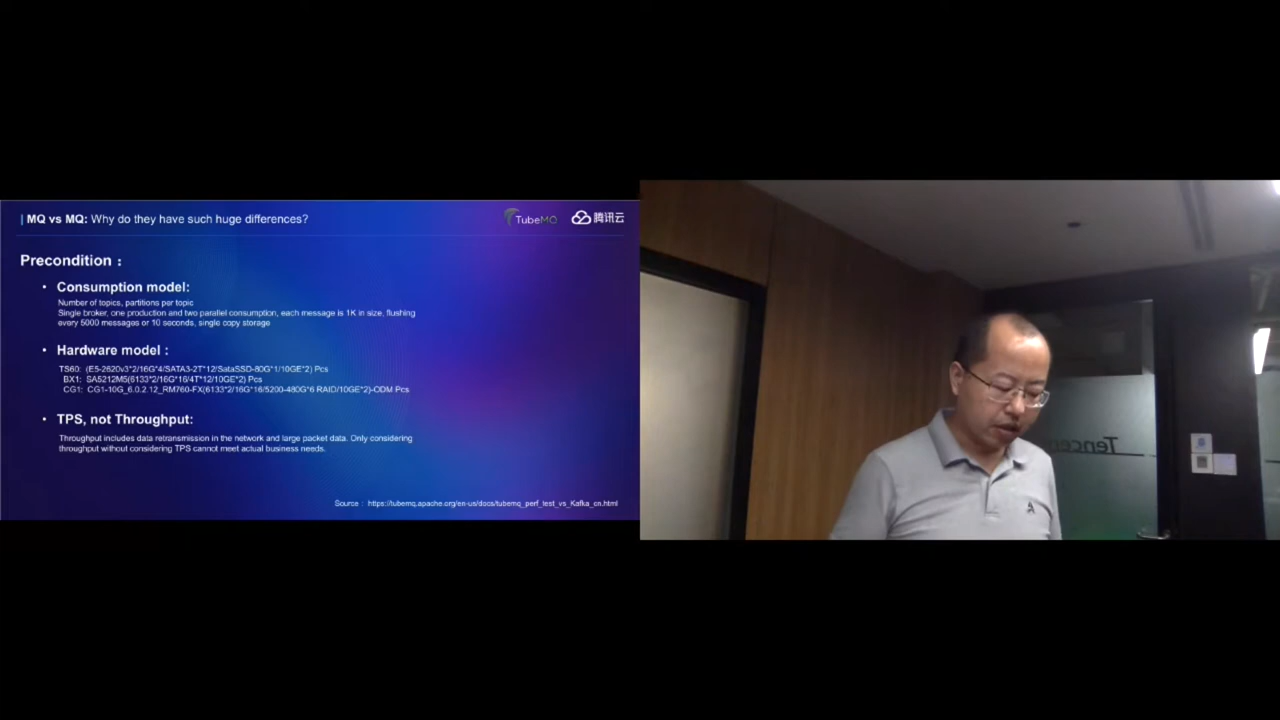 | MQ vs MQ: Why do they have such huge differences?
TubeMQ
腾讯云
Precondition :
• Consumption model:
Number of topics, partitions per topic
Single broker, one production and two parallel consumption, each message is 1K in size, flushing
every 5000 messages or 10 seconds, single copy storage
• Hardware model :
TS60: (E5-2620v3*2/16G*4/SATA3-2T*12/SataSSD-80G*1/10GE*2) Pcs
BX1: SA5212M5(6133*2/16G*16/4T*12/10GE*2) Pcs
CG1: CG1-10G_6.0.2.12_RM760-FX(6133*2/16G*16/5200-480G*6 RAID/10GE*2)-ODM Pcs
• TPS, not Throughput:
Throughput includes data retransmission in the network and large packet data. Only considering
throughput without considering TPS cannot meet actual business needs.
Source : https://tubemq.apache.org/en-us/docs/tubemq_perf_test_vs_Kafka_cn.html
Tencent